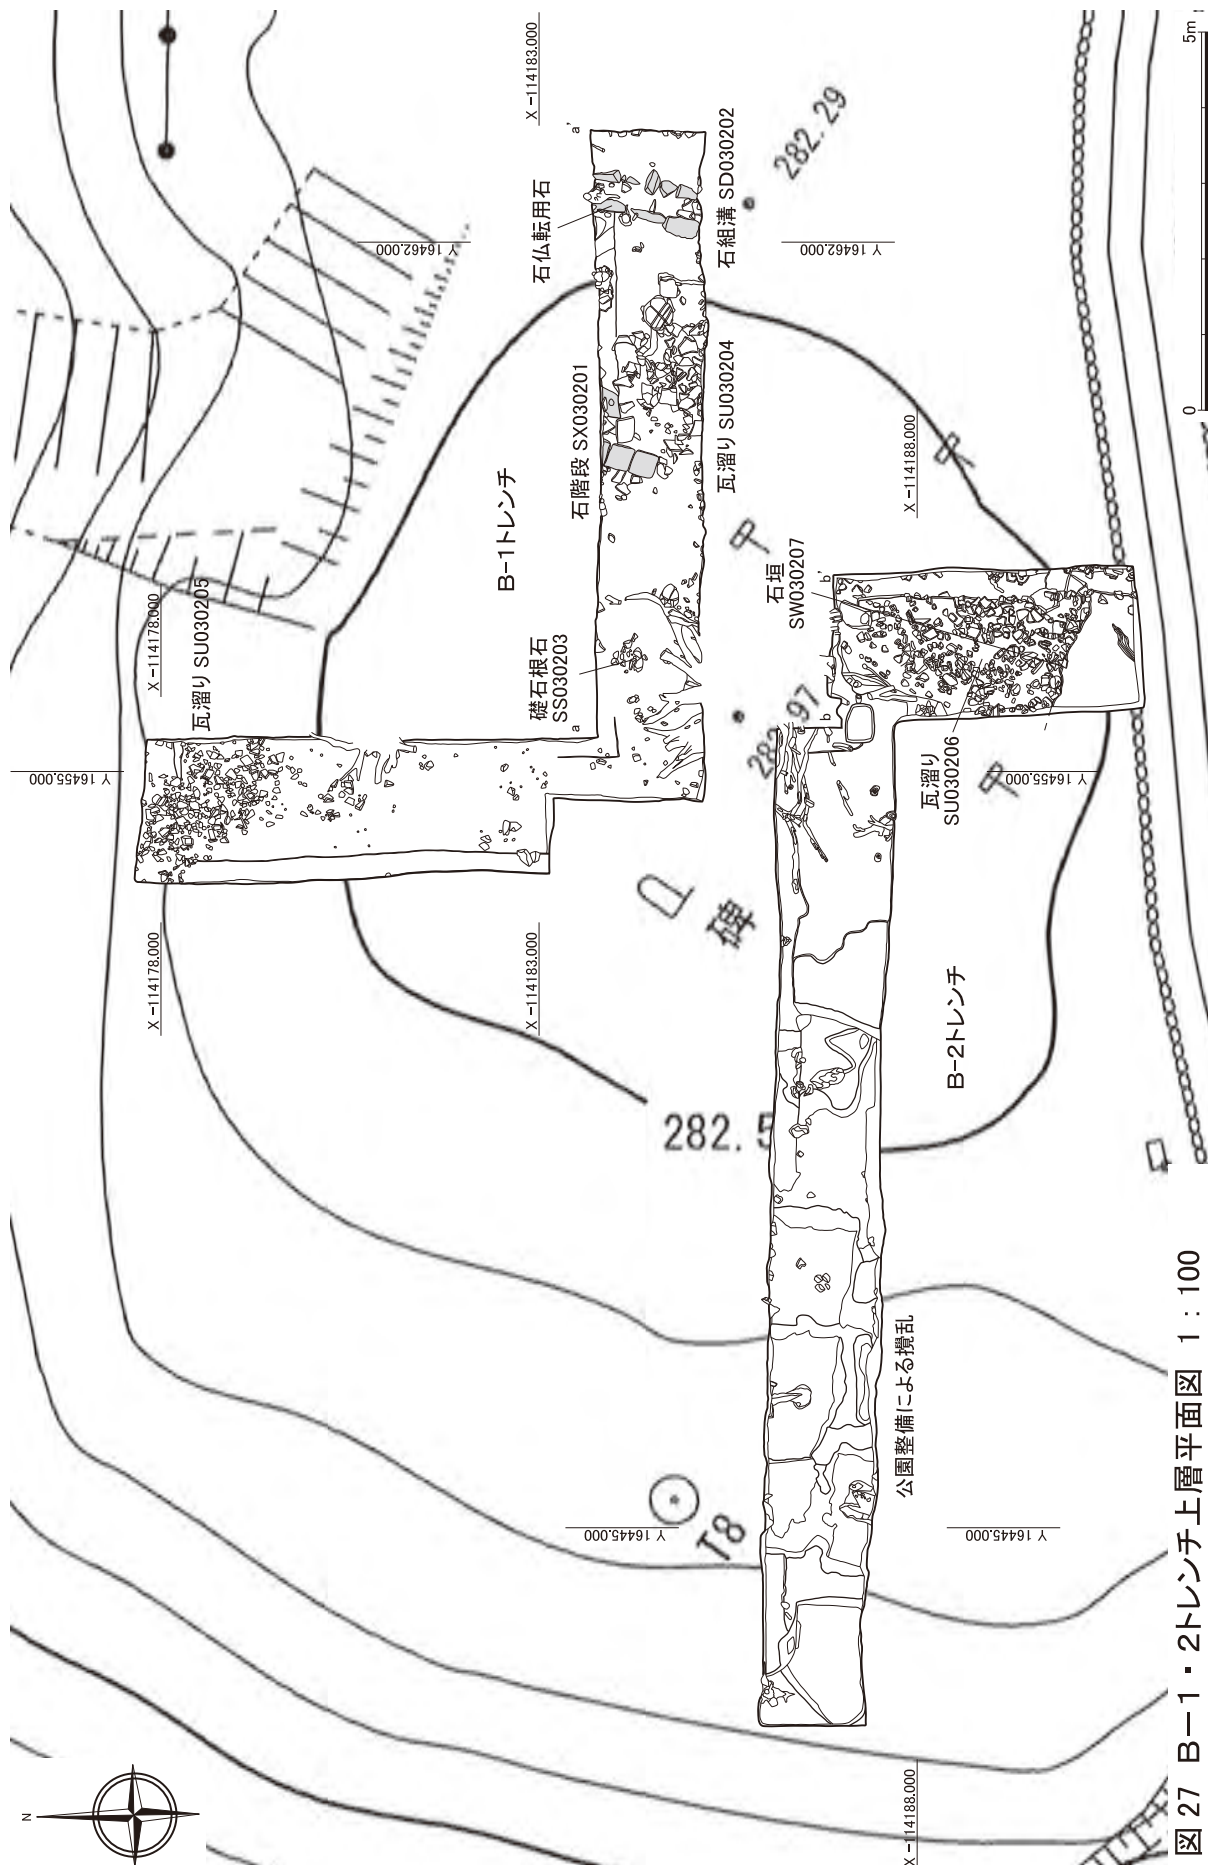 N
X -114178.000
X -114183.000
X -114188.000
X -114178.000
X -114183.000
X -114188.000
Y 16445.000
Y 16445.000
Y 16455.000
Y 16455.000
Y 16462.000
Y 16462.000
瓦溜り SU030205
B-1トレンチ
礎石根石
SS030203
石階段 SX030201
石仏転用石
瓦溜り SU030204
石組溝 SD030202
a
a'
石垣
SW030207
b
b'
瓦溜り
SU030206
B-2トレンチ
公園整備による攪乱
282.29
282.97
282.5
碑
T8
0
5m
図27 B-1・2トレンチ上層平面図 1：100